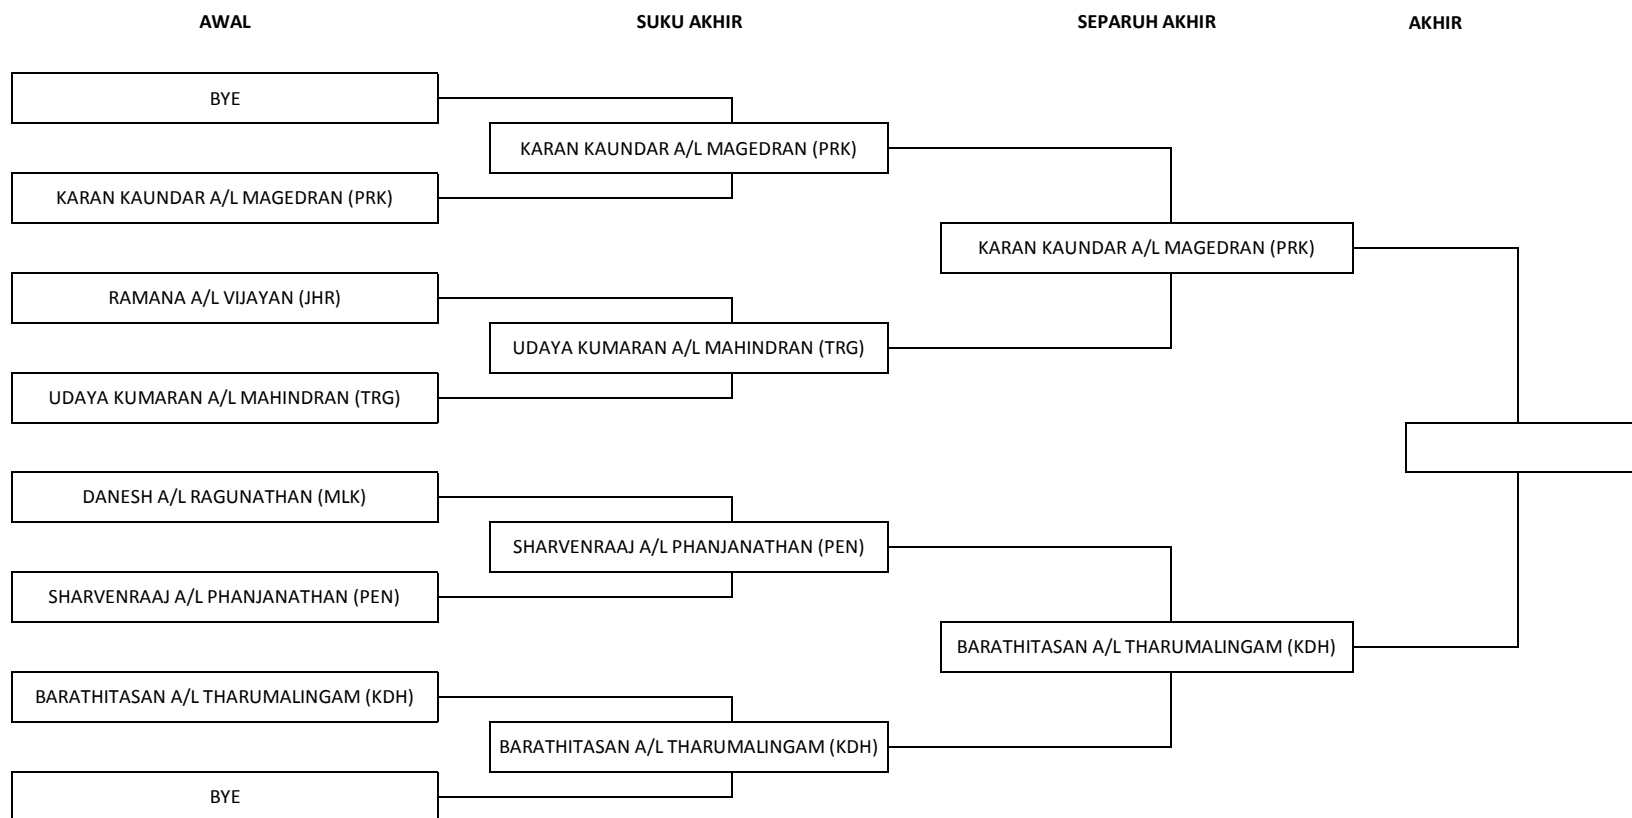 AWAL
SUKU AKHIR
SEPARUH AKHIR
AKHIR
BYE
KARAN KAUNDAR A/L MAGEDRAN (PRK)
KARAN KAUNDAR A/L MAGEDRAN (PRK)
KARAN KAUNDAR A/L MAGEDRAN (PRK)
RAMANA A/L VIJAYAN (JHR)
UDAYA KUMARAN A/L MAHINDRAN (TRG)
UDAYA KUMARAN A/L MAHINDRAN (TRG)
DANESH A/L RAGUNATHAN (MLK)
SHARVENRAAJ A/L PHANJANATHAN (PEN)
SHARVENRAAJ A/L PHANJANATHAN (PEN)
BARATHITASAN A/L THARUMALINGAM (KDH)
BARATHITASAN A/L THARUMALINGAM (KDH)
BARATHITASAN A/L THARUMALINGAM (KDH)
BYE